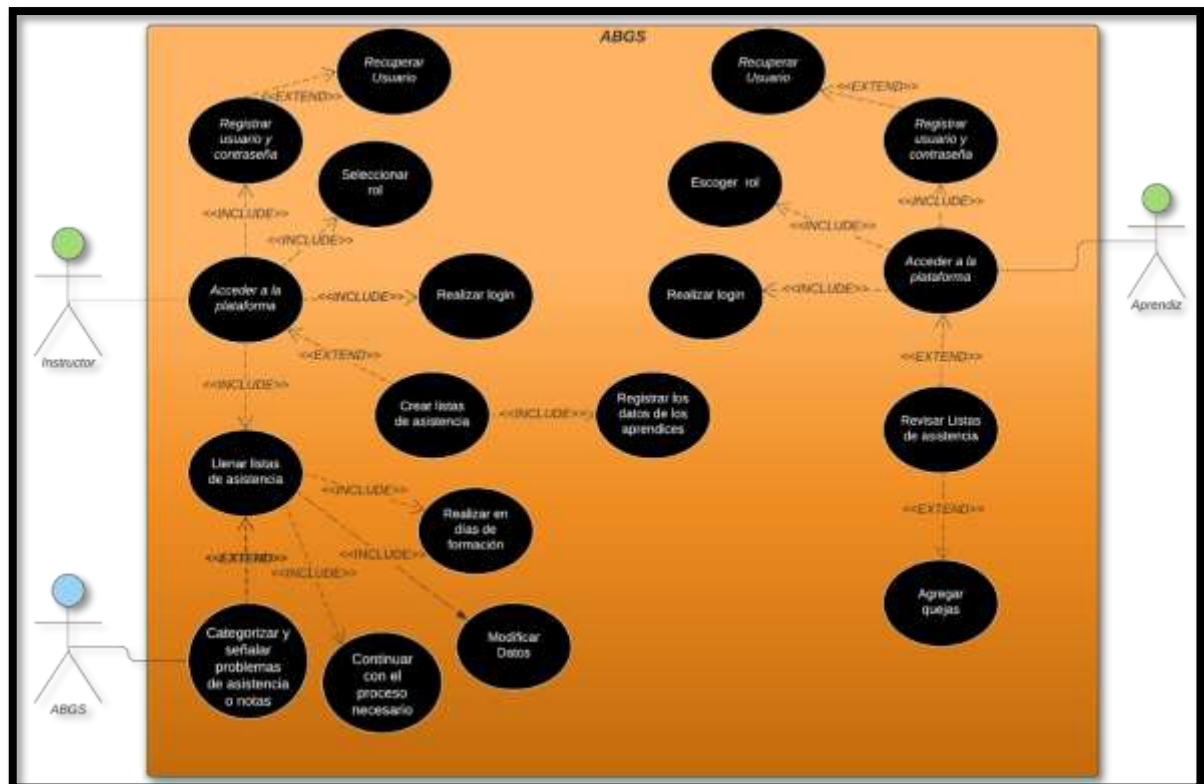 ABGS
Recuperar
Usuario
<<EXTEND>>
Registrar
usuario y
contraseña
Seleccionar
rol
<<INCLUDE>>
<<INCLUDE>>
Acceder a la
plataforma
<<INCLUDE>>
Realizar login
Instructor
<<EXTEND>>
<<INCLUDE>>
Crear listas
de asistencia
<<INCLUDE>>
Registrar los
datos de los
aprendices
Llenar listas
de asistencia
<<INCLUDE>>
Realizar en
días de
formación
<<EXTEND>>
<<INCLUDE>>
<<INCLUDE>>
Categorizar y
señalar
problemas
de asistencia
o notas
Continuar
con el
proceso
necesario
Modificar
Datos
ABGS
Recuperar
Usuario
<<EXTEND>>
Registrar
usuario y
contraseña
Escoger rol
<<INCLUDE>>
<<INCLUDE>>
Acceder a la
plataforma
Realizar login
<<INCLUDE>>
Aprendiz
<<EXTEND>>
Revisar Listas
de asistencia
<<EXTEND>>
Agregar
quejas